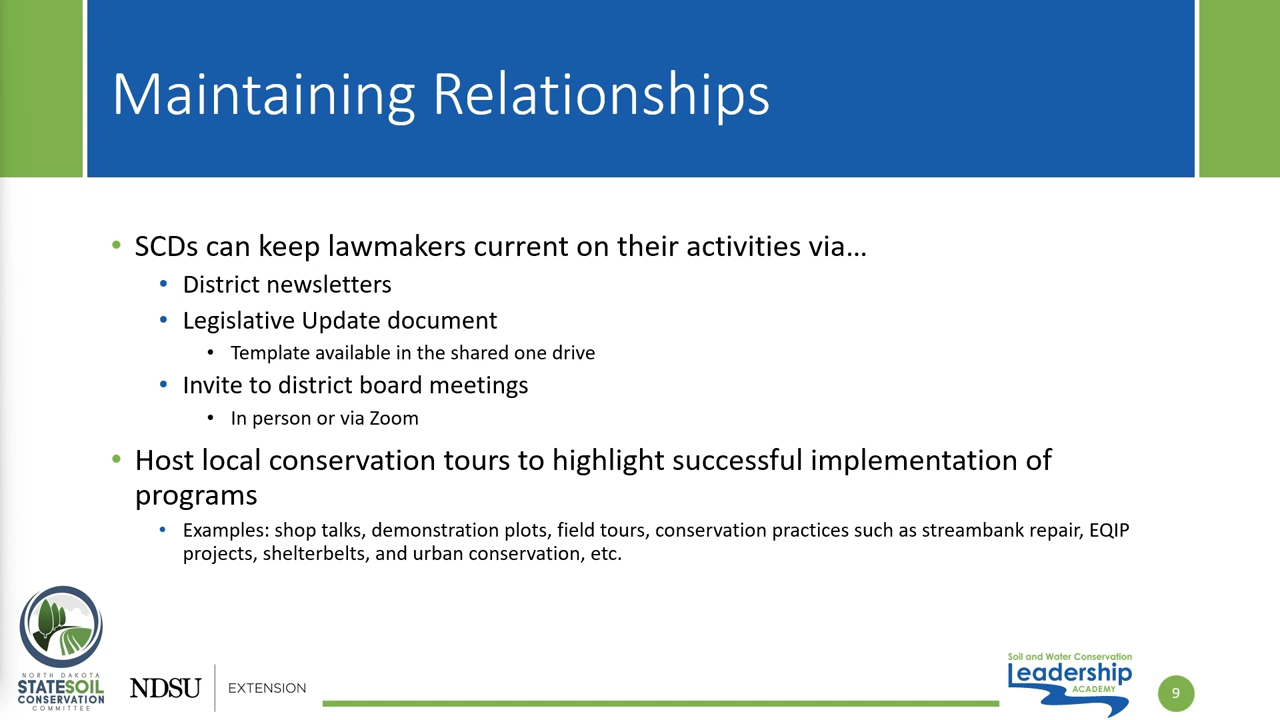 Maintaining Relationships
• SCDs can keep lawmakers current on their activities via…
• District newsletters
• Legislative Update document
• Template available in the shared one drive
• Invite to district board meetings
• In person or via Zoom
• Host local conservation tours to highlight successful implementation of
programs
• Examples: shop talks, demonstration plots, field tours, conservation practices such as streambank repair, EQIP
projects, shelterbelts, and urban conservation, etc.
NORTH DAKOTA
STATESOIL
CONSERVATION
COMMITTEE
NDSU EXTENSION
Soil and Water Conservation
Leadership
ACADEMY
9